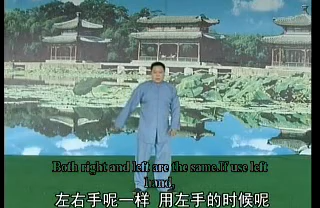 Both right and left are the same.If use left
hand,
左右手呢一样 用左手的时候呢